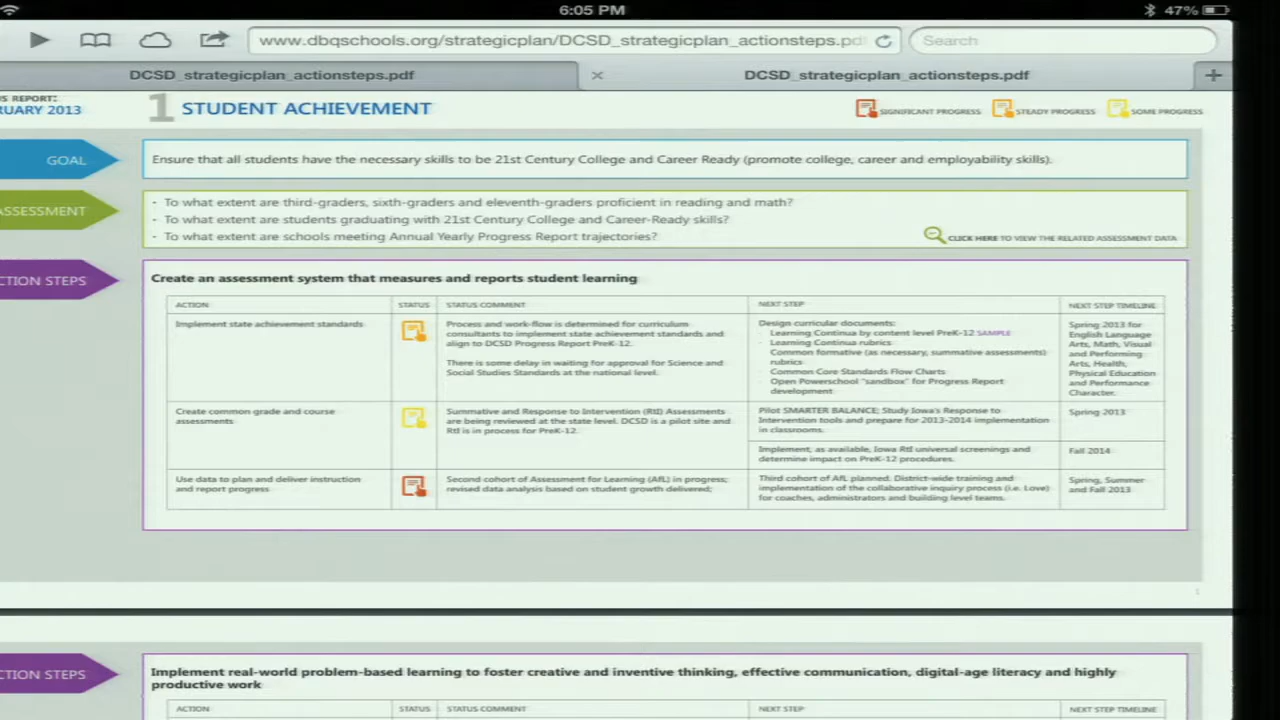 6:05 PM
47%
www.dbqschools.org/strategicplan/DCSD_strategicplan_actionsteps.pd
Search
DCSD_strategicplan_actionsteps.pdf
DCSD_strategicplan_actionsteps.pdf
S REPORT:
UARY 2013
1 STUDENT ACHIEVEMENT
SIGNIFICANT PROGRESS
STEADY PROGRESS
SOME PROGRESS
GOAL
Ensure that all students have the necessary skills to be 21st Century College and Career Ready (promote college, career and employability skills).
ASSESSMENT
- To what extent are third-graders, sixth-graders and eleventh-graders proficient in reading and math?
- To what extent are students graduating with 21st Century College and Career-Ready skills?
- To what extent are schools meeting Annual Yearly Progress Report trajectories?
CLICK HERE TO VIEW THE RELATED ASSESSMENT DATA
CTION STEPS
Create an assessment system that measures and reports student learning
ACTION STATUS STATUS COMMENT NEXT STEP NEXT STEP TIMELINE
Implement state achievement standards
Process and work-flow is determined for curriculum
consultants to implement state achievement standards and
align to DCSD Progress Report PreK-12.
There is some delay in waiting for approval for Science and
Social Studies Standards at the national level.
Design curricular documents:
- Learning Continua by content level PreK-12 SAMPLE
- Learning Continua rubrics
- Common formative (as necessary, summative assessments)
rubrics
- Common Core Standards Flow Charts
- Open Powerschool "sandbox" for Progress Report
development
Spring 2013 for
English Language
Arts, Math, Visual
and Performing
Arts, Health,
Physical Education
and Performance
Character.
Create common grade and course
assessments
Summative and Response to Intervention (RtI) Assessments
are being reviewed at the state level. DCSD is a pilot site and
RtI is in process for PreK-12.
Pilot SMARTER BALANCE; Study Iowa's Response to
Intervention tools and prepare for 2013-2014 implementation
in classrooms.
Spring 2013
Implement, as available, Iowa RtI universal screenings and
determine impact on PreK-12 procedures.
Fall 2014
Use data to plan and deliver instruction
and report progress
Second cohort of Assessment for Learning (AfL) in progress;
revised data analysis based on student growth delivered;
Third cohort of AfL planned. District-wide training and
implementation of the collaborative inquiry process (i.e. Love)
for coaches, administrators and building level teams.
Spring, Summer
and Fall 2013
1
CTION STEPS
Implement real-world problem-based learning to foster creative and inventive thinking, effective communication, digital-age literacy and highly
productive work
ACTION STATUS STATUS COMMENT NEXT STEP NEXT STEP TIMELINE